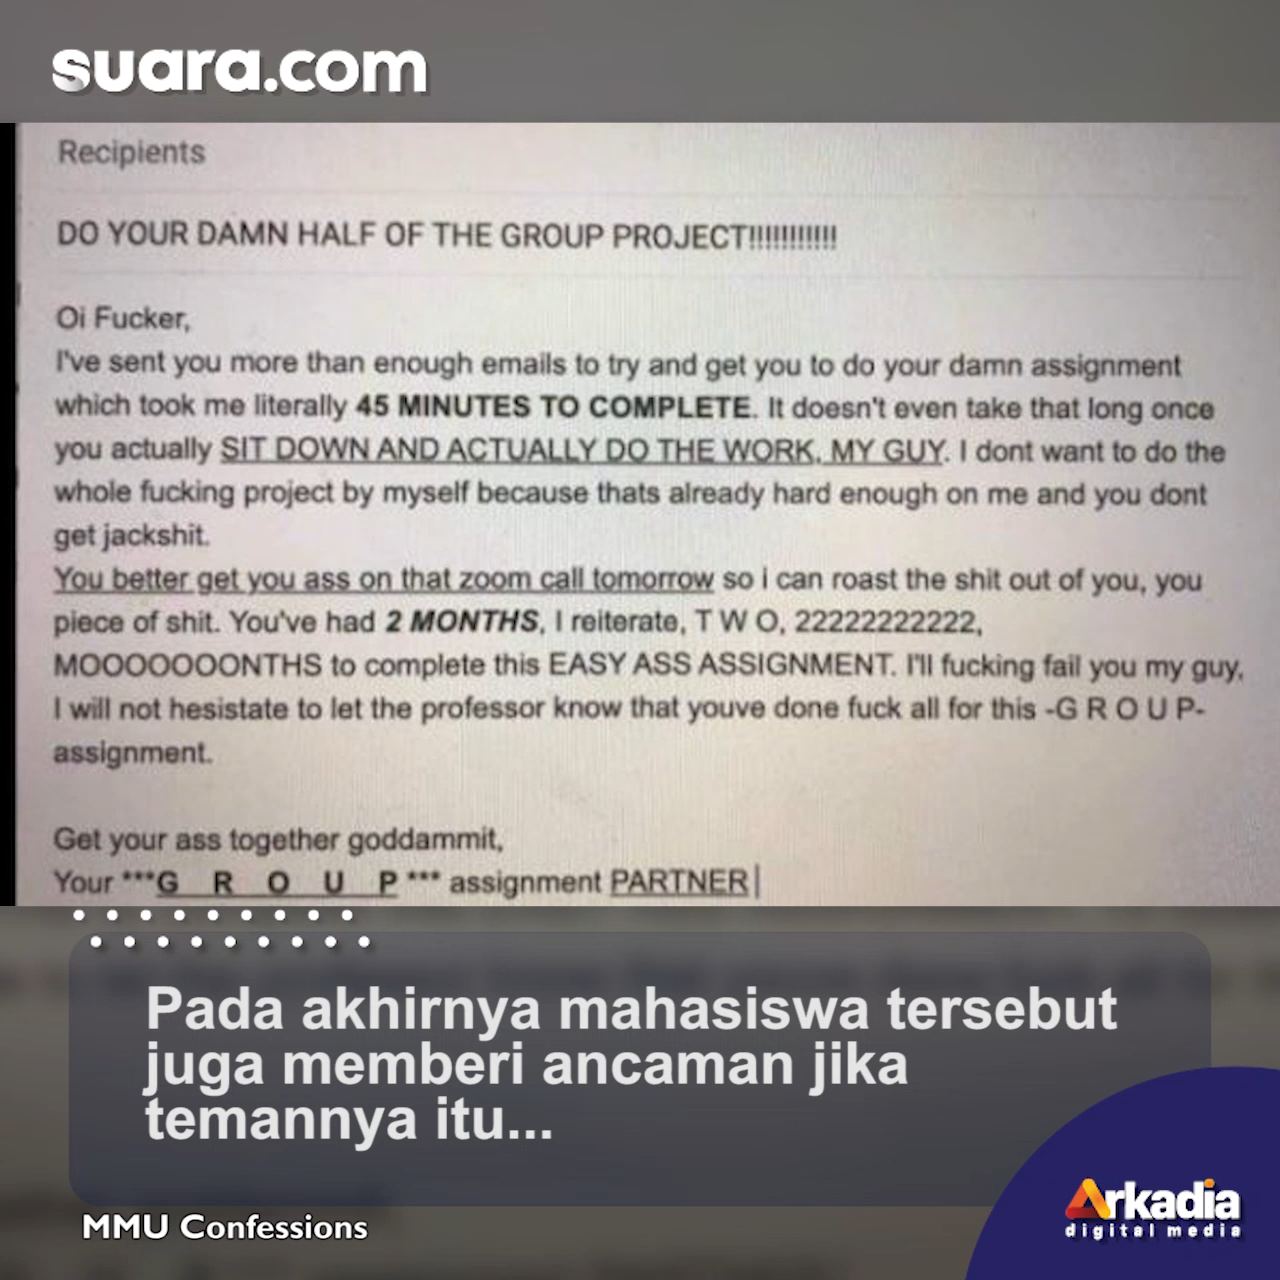 suara.com
Recipients
DO YOUR DAMN HALF OF THE GROUP PROJECT!!!!!!!!!!!!
Oi Fucker,
I've sent you more than enough emails to try and get you to do your damn assignment
which took me literally 45 MINUTES TO COMPLETE. It doesn't even take that long once
you actually SIT DOWN AND ACTUALLY DO THE WORK, MY GUY. I dont want to do the
whole fucking project by myself because thats already hard enough on me and you dont
get jackshit.
You better get you ass on that zoom call tomorrow so i can roast the shit out of you, you
piece of shit. You've had 2 MONTHS, I reiterate, T W O, 22222222222,
MOOOOOOONTHS to complete this EASY ASS ASSIGNMENT. I'll fucking fail you my guy,
I will not hesistate to let the professor know that youve done fuck all for this -G R O U P-
assignment.
Get your ass together goddammit,
Your ***G R O U P*** assignment PARTNER
Pada akhirnya mahasiswa tersebut
juga memberi ancaman jika
temannya itu...
MMU Confessions
Arkadia
digital media